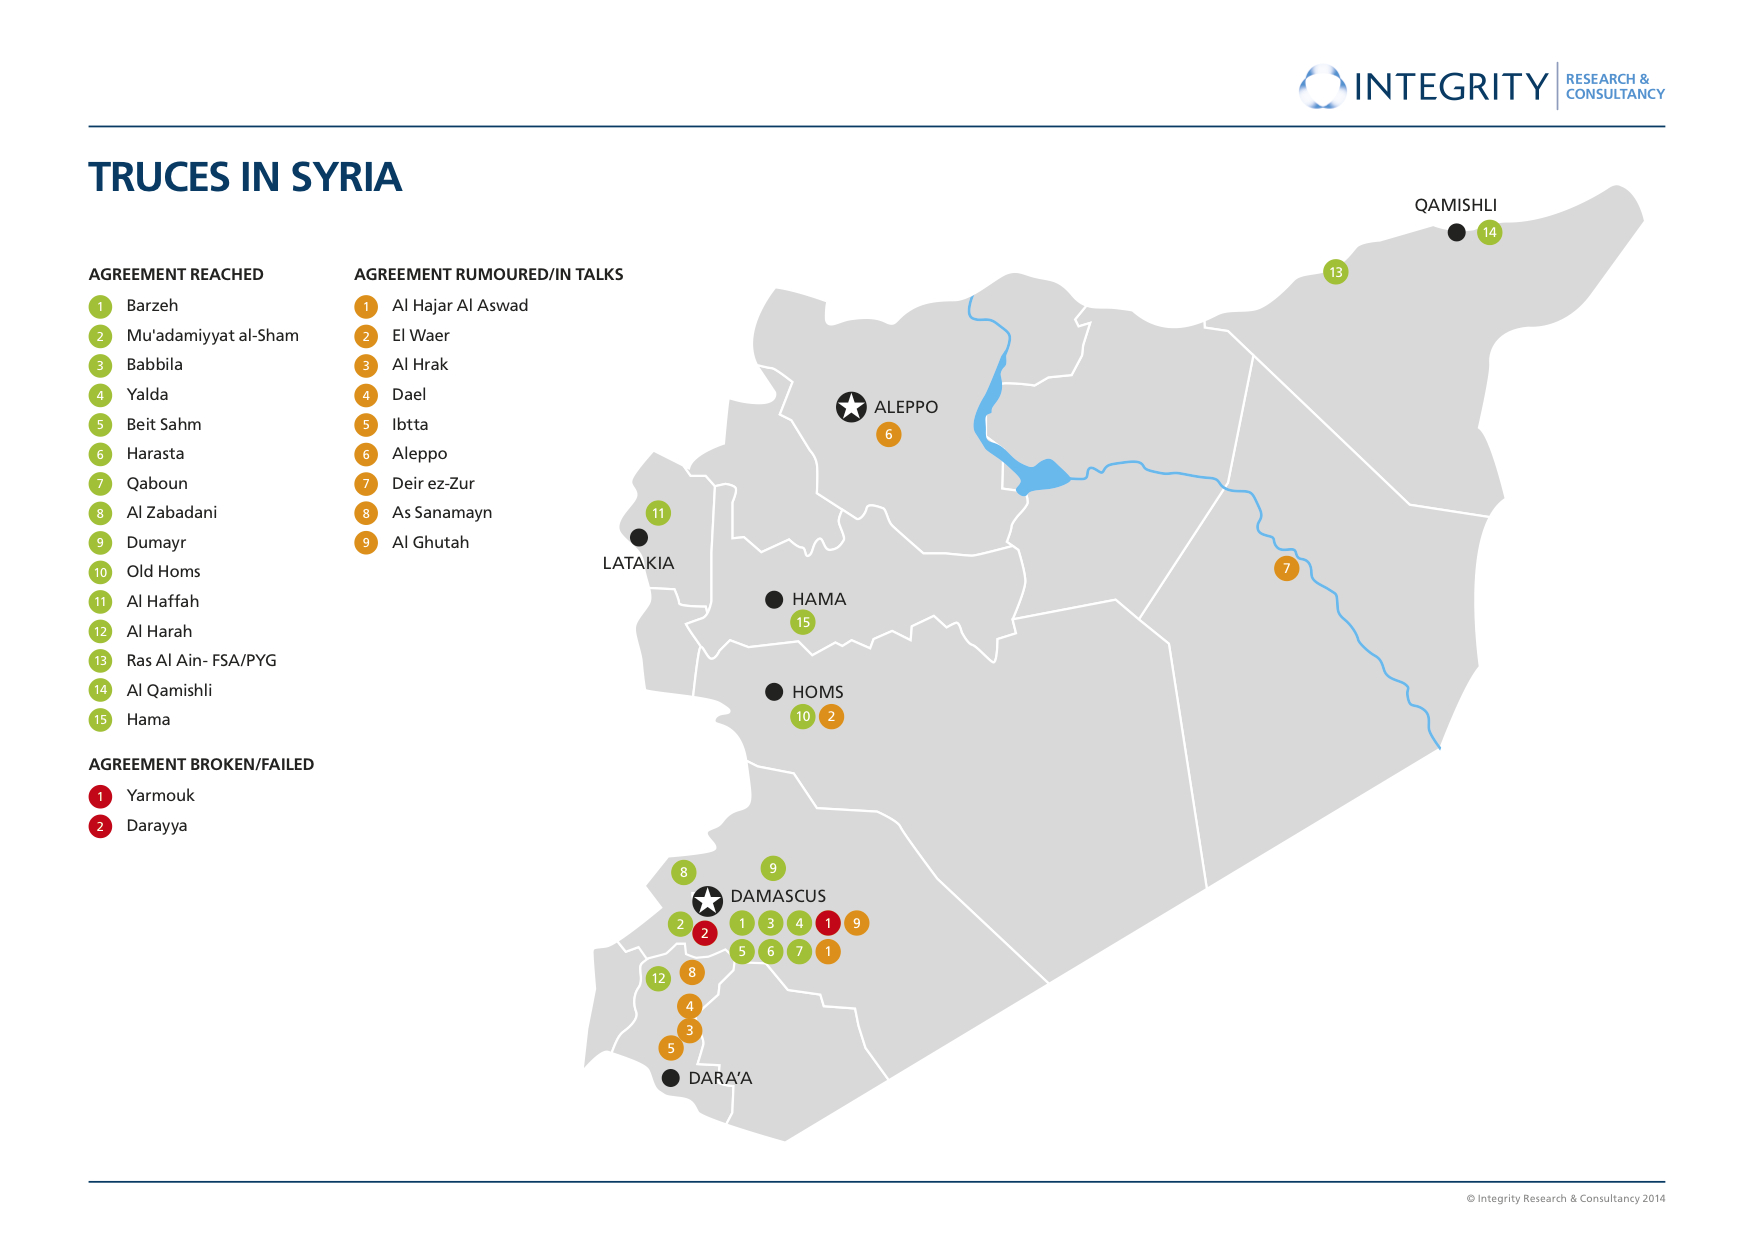 INTEGRITY
RESEARCH &
CONSULTANCY
TRUCES IN SYRIA
AGREEMENT REACHED
1 Barzeh
2 Mu'adamiyyat al-Sham
3 Babbila
4 Yalda
5 Beit Sahm
6 Harasta
7 Qaboun
8 Al Zabadani
9 Dumayr
10 Old Homs
11 Al Haffah
12 Al Harah
13 Ras Al Ain- FSA/PYG
14 Al Qamishli
15 Hama
AGREEMENT BROKEN/FAILED
1 Yarmouk
2 Darayya
AGREEMENT RUMOURED/IN TALKS
1 Al Hajar Al Aswad
2 El Waer
3 Al Hrak
4 Dael
5 Ibtta
6 Aleppo
7 Deir ez-Zur
8 As Sanamayn
9 Al Ghutah
QAMISHLI
14
13
ALEPPO
6
11
LATAKIA
7
HAMA
15
HOMS
10 2
8 9
DAMASCUS
2 2 1 3 4 1 9
5 6 7 1
12 8
4
3
5
DARA’A
© Integrity Research & Consultancy 2014